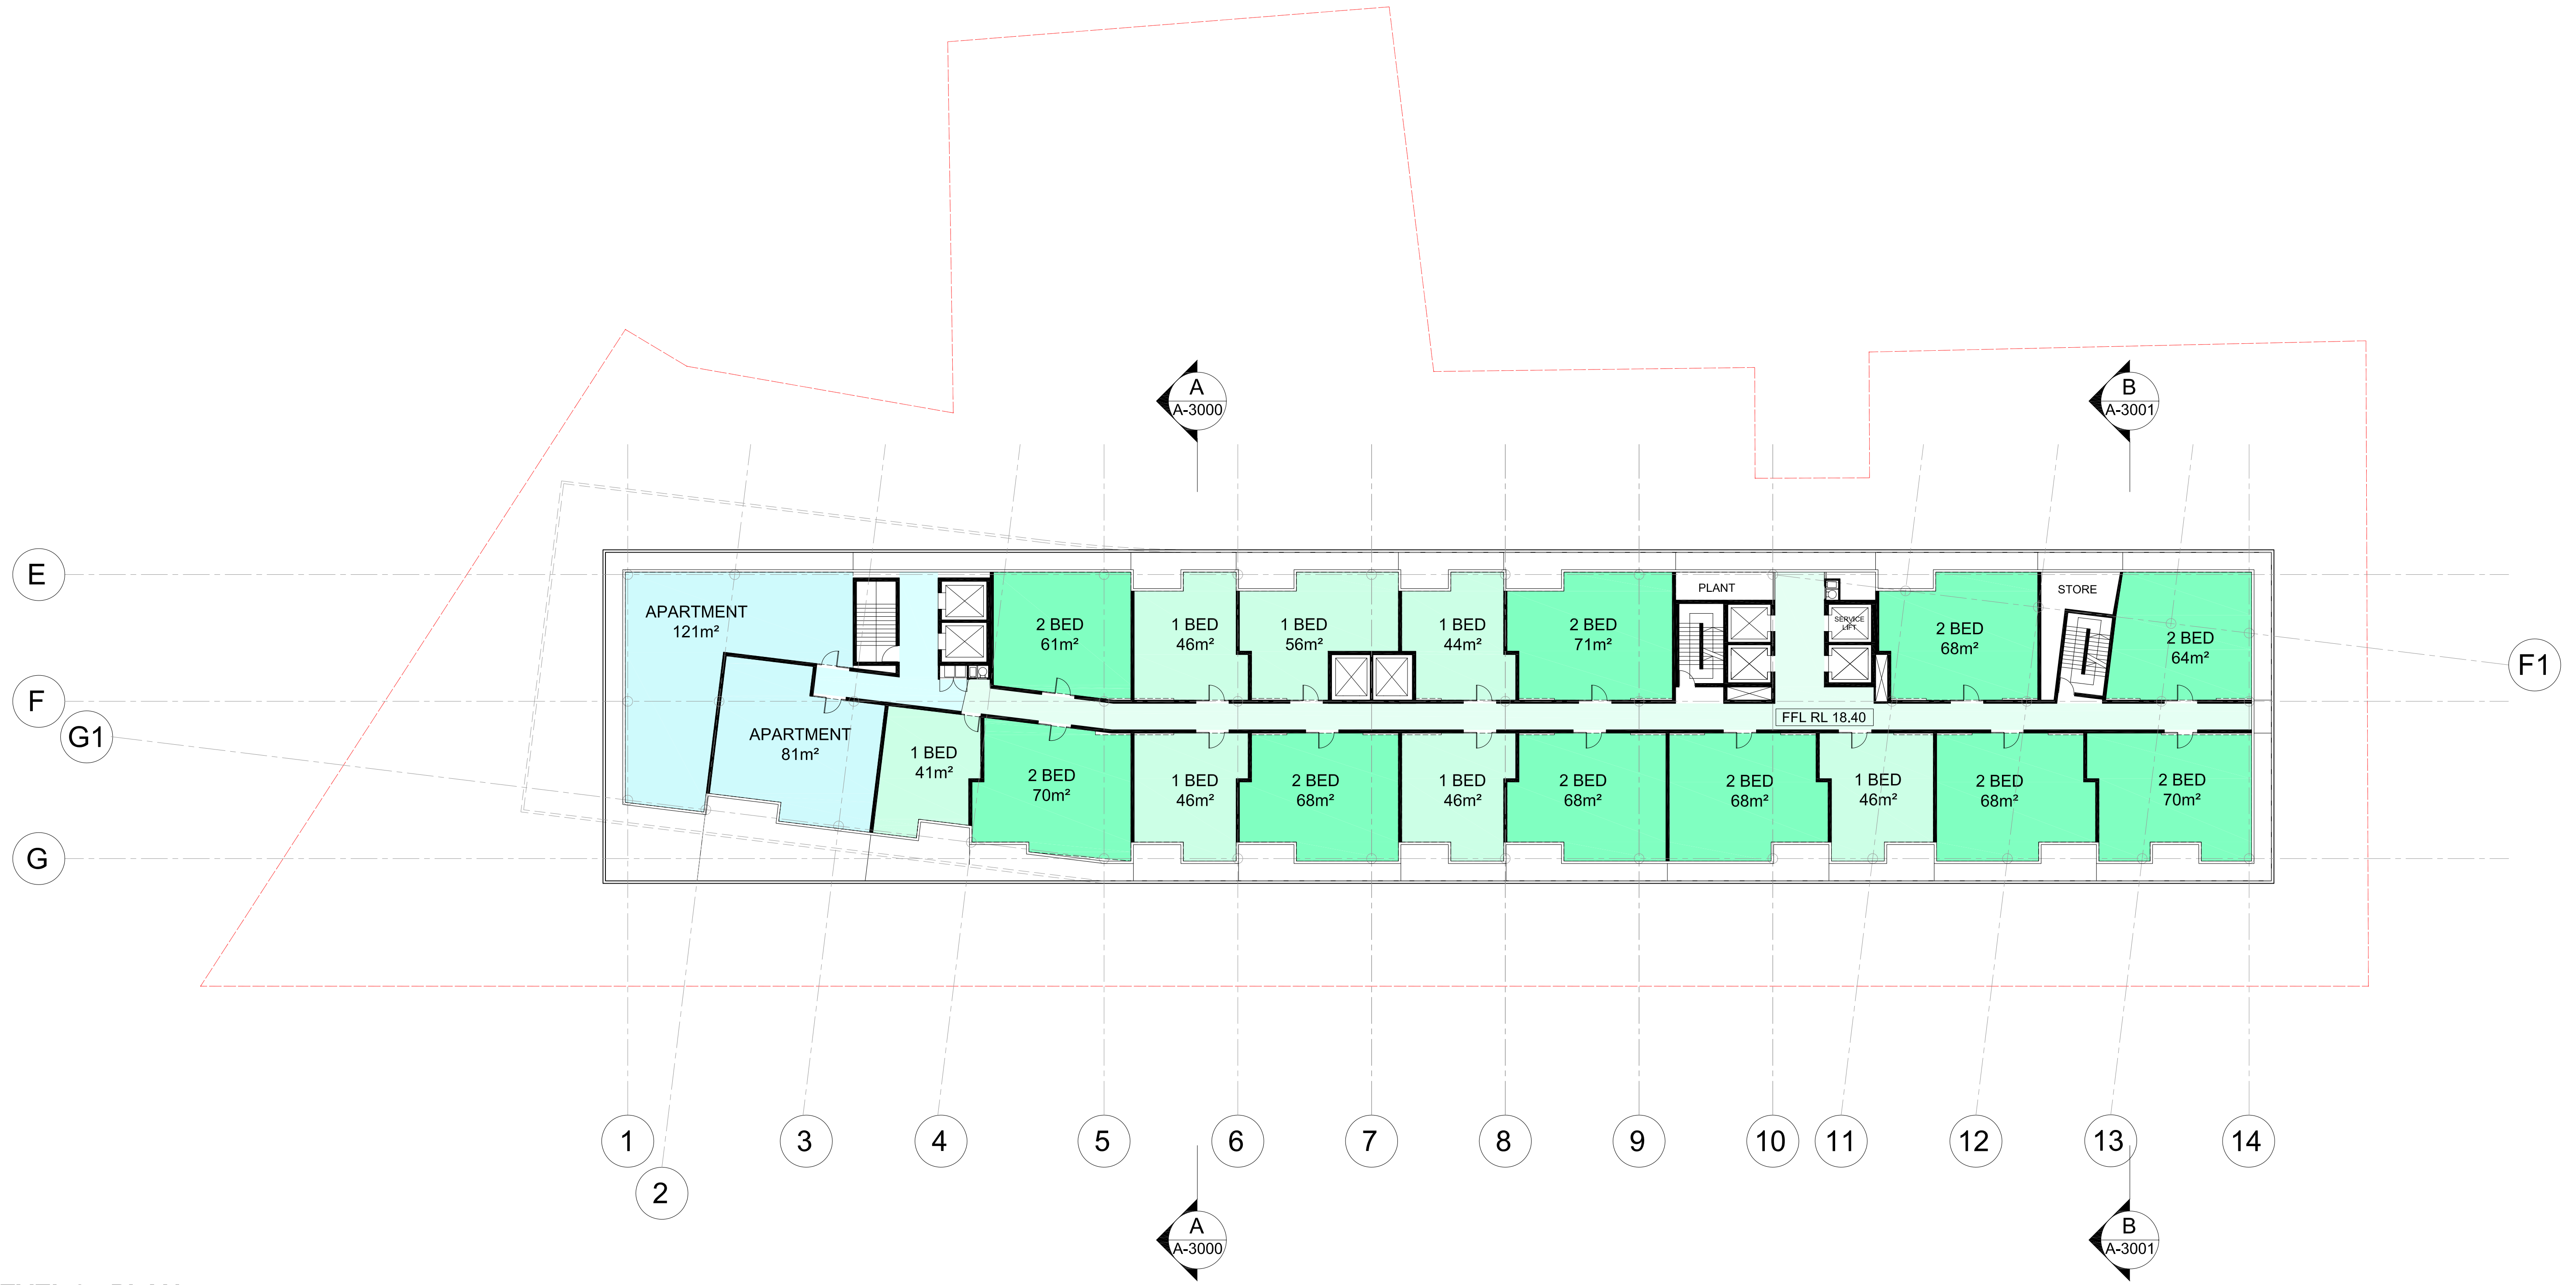 A
A-3000
B
A-3001
E
F
G1
G
F1
APARTMENT
121m²
2 BED
61m²
1 BED
46m²
1 BED
56m²
1 BED
44m²
2 BED
71m²
PLANT
SERVICE
LIFT
2 BED
68m²
STORE
2 BED
64m²
FFL RL 18.40
APARTMENT
81m²
1 BED
41m²
2 BED
70m²
1 BED
46m²
2 BED
68m²
1 BED
46m²
2 BED
68m²
2 BED
68m²
1 BED
46m²
2 BED
68m²
2 BED
70m²
1
2
3
4
5
6
7
8
9
10
11
12
13
14
A
A-3000
B
A-3001